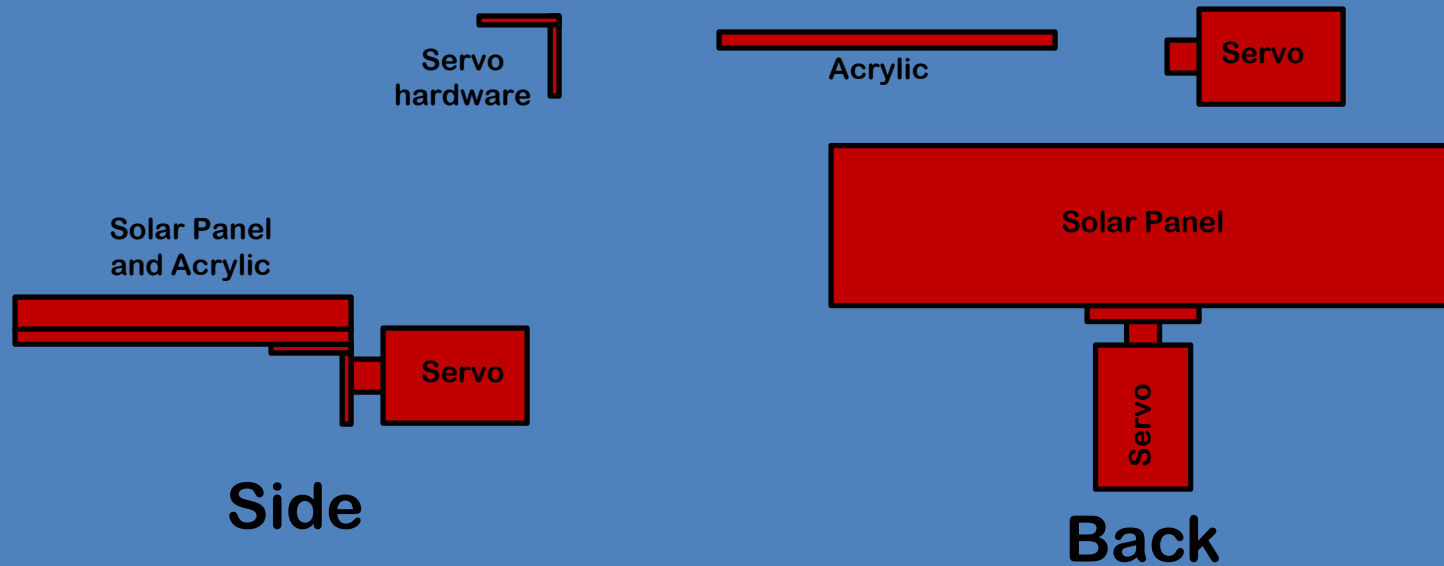 Servo
hardware
Acrylic
Servo
Solar Panel
and Acrylic
Servo
Side
Solar Panel
Servo
Back